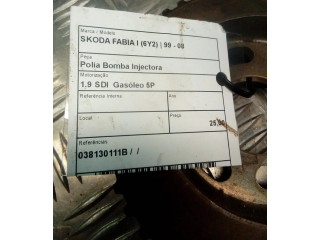 Marca / Modelo
SKODA FABIA I (6Y2) | 99 - 08
Peça
Polia Bomba Injectora
Motorização
1.9 SDI Gasóleo 5P
Referência interna
Ano
Local
Preço
25,00
Referências
038130111B / /